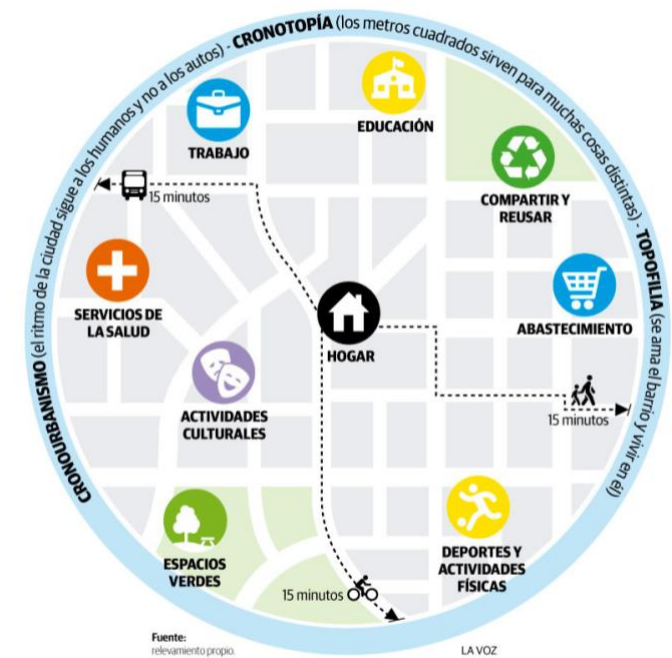 CRONOURBANISMO (el ritmo de la ciudad sigue a los humanos y no a los autos) - CRONOTOPÍA (los metros cuadrados sirven para muchas cosas distintas) - TOPOFILIA (se ama el barrio y vivir en él)
EDUCACIÓN
TRABAJO
COMPARTIR Y
REUSAR
15 minutos
SERVICIOS DE
LA SALUD
ABASTECIMIENTO
HOGAR
ACTIVIDADES
CULTURALES
15 minutos
DEPORTES Y
ACTIVIDADES
FÍSICAS
ESPACIOS
VERDES
15 minutos
Fuente:
relevamiento propio.
LA VOZ